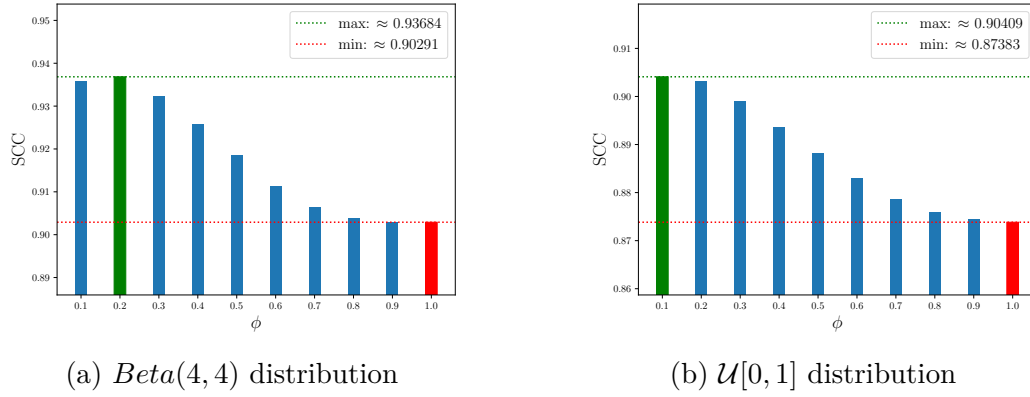 max: ≈ 0.93684
min: ≈ 0.90291
0.95
0.94
0.93
0.92
0.91
0.90
0.89
SCC
0.1 0.2 0.3 0.4 0.5 0.6 0.7 0.8 0.9 1.0
ϕ
(a) Beta(4, 4) distribution
max: ≈ 0.90409
min: ≈ 0.87383
0.91
0.90
0.89
0.88
0.87
0.86
SCC
0.1 0.2 0.3 0.4 0.5 0.6 0.7 0.8 0.9 1.0
ϕ
(b) 𝒰[0, 1] distribution